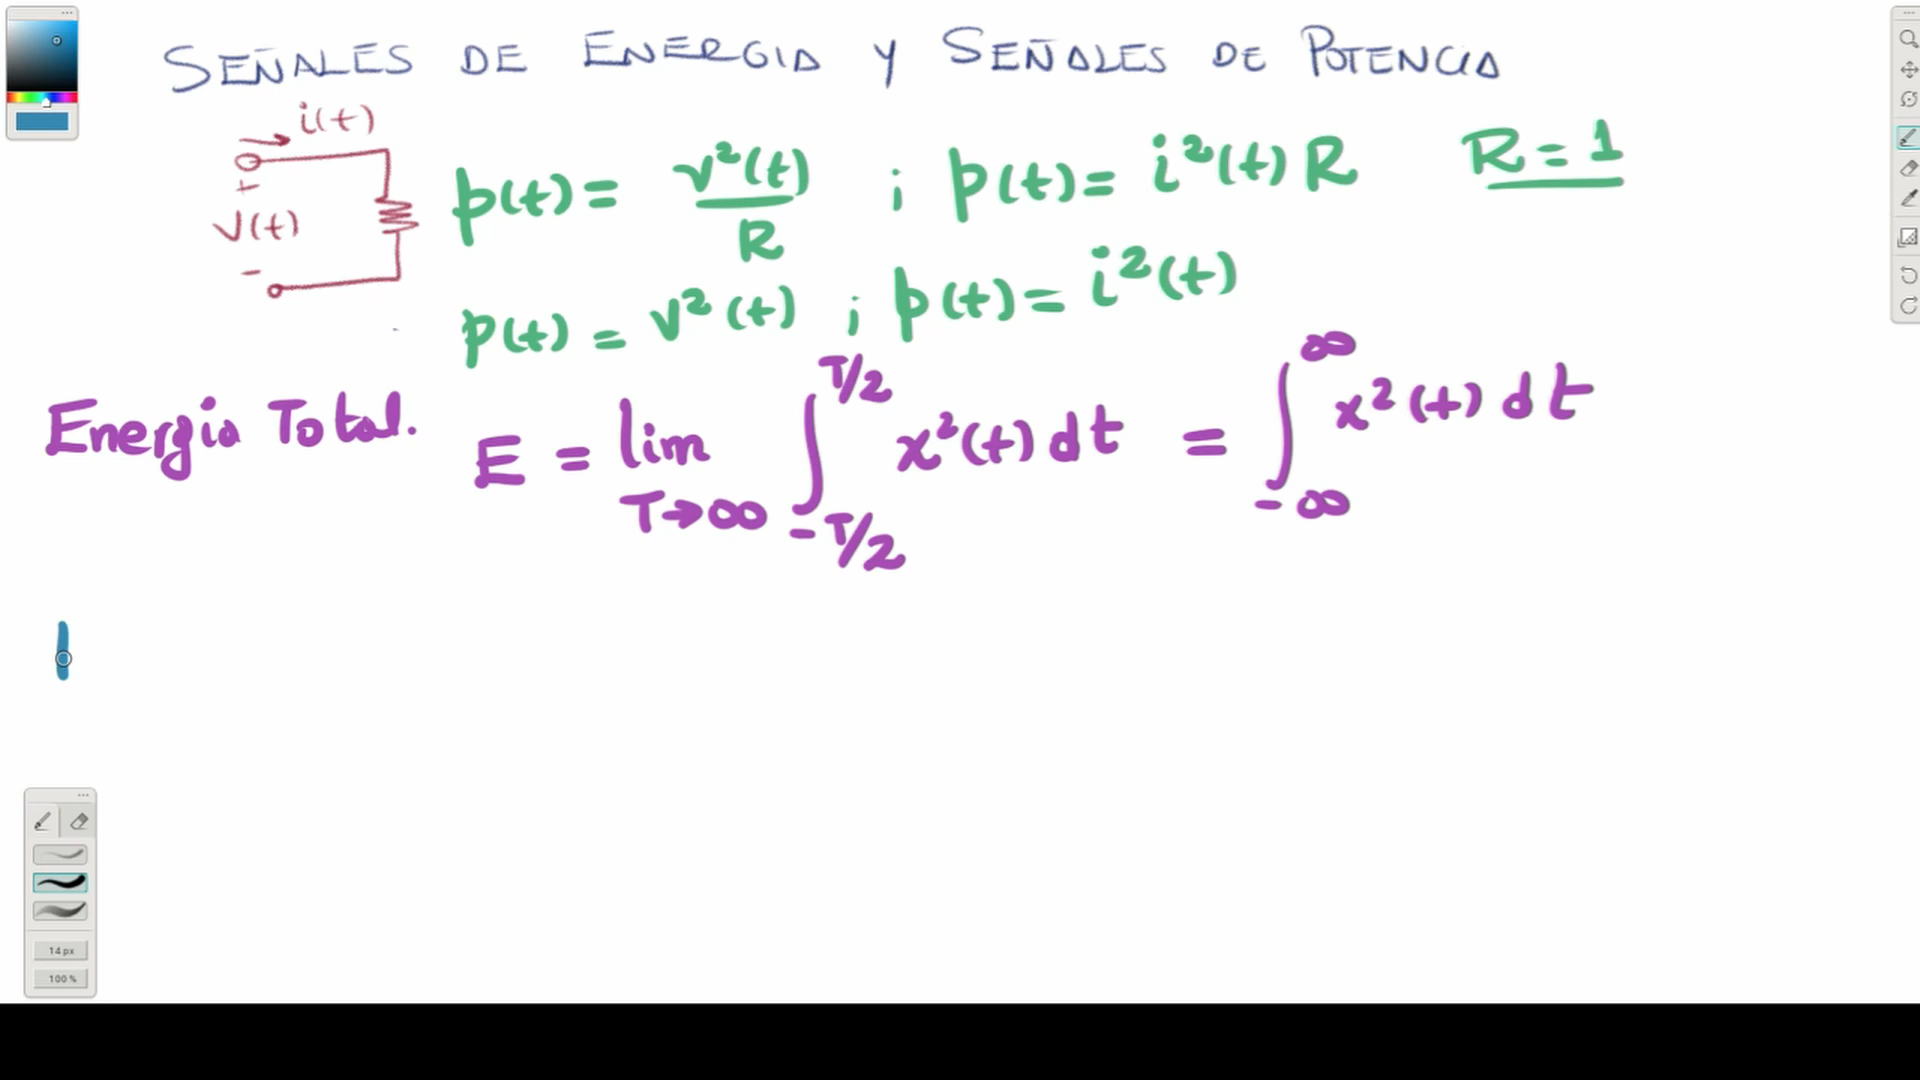 SEÑALES DE ENERGIA Y SEÑALES DE POTENCIA
i(t)
+
V(t)
-
p(t) = v²(t)/R ; p(t) = i²(t) R R = 1
p(t) = v²(t) ; p(t) = i²(t)
Energia Total. E = lim T→∞ ∫_{-T/2}^{T/2} x²(t) dt = ∫_{-∞}^{∞} x²(t) dt
14 px
100 %